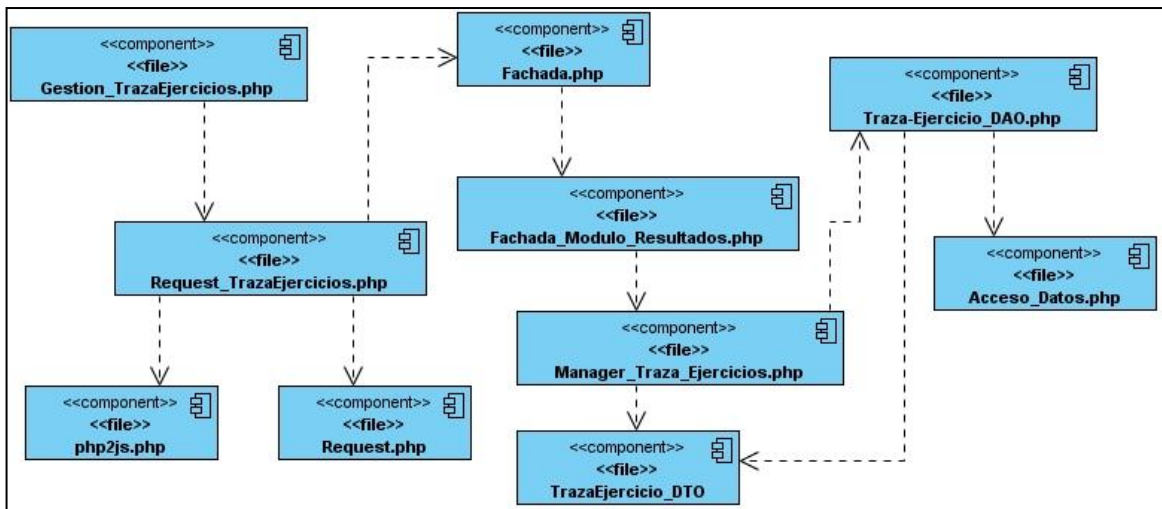 <<component>>
<<file>>
Gestion_TrazaEjercicios.php
<<component>>
<<file>>
Fachada.php
<<component>>
<<file>>
Traza-Ejercicio_DAO.php
<<component>>
<<file>>
Fachada_Modulo_Resultados.php
<<component>>
<<file>>
Request_TrazaEjercicios.php
<<component>>
<<file>>
Acceso_Datos.php
<<component>>
<<file>>
Manager_Traza_Ejercicios.php
<<component>>
<<file>>
php2js.php
<<component>>
<<file>>
Request.php
<<component>>
<<file>>
TrazaEjercicio_DTO